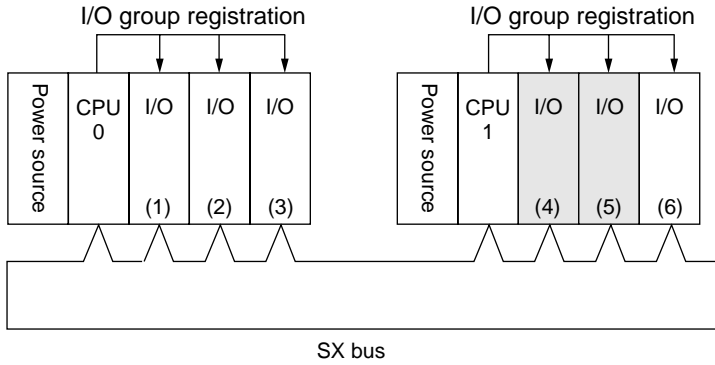 I/O group registration
I/O group registration
Power source
CPU
0
I/O
I/O
I/O
(1)
(2)
(3)
Power source
CPU
1
I/O
I/O
I/O
(4)
(5)
(6)
SX bus